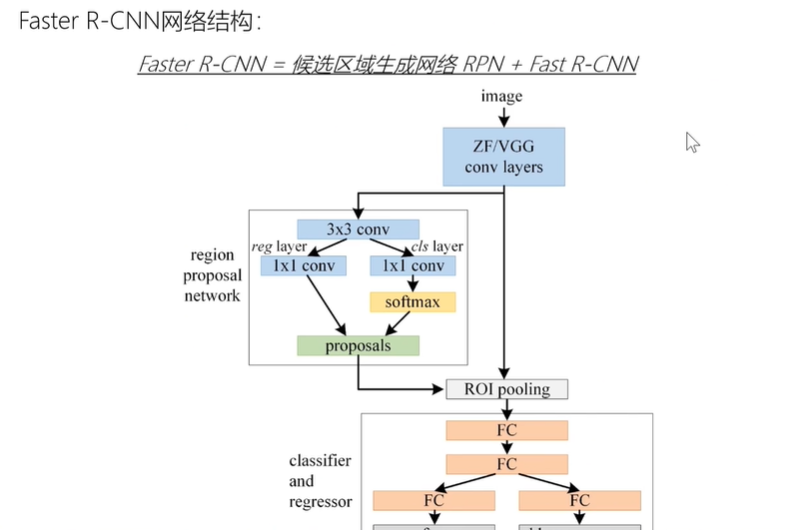 Faster R-CNN网络结构：
Faster R-CNN = 候选区域生成网络 RPN + Fast R-CNN
image
ZF/VGG
conv layers
3x3 conv
reg layer
cls layer
1x1 conv
1x1 conv
region
proposal
network
softmax
proposals
ROI pooling
FC
FC
classifier
and
regressor
FC
FC